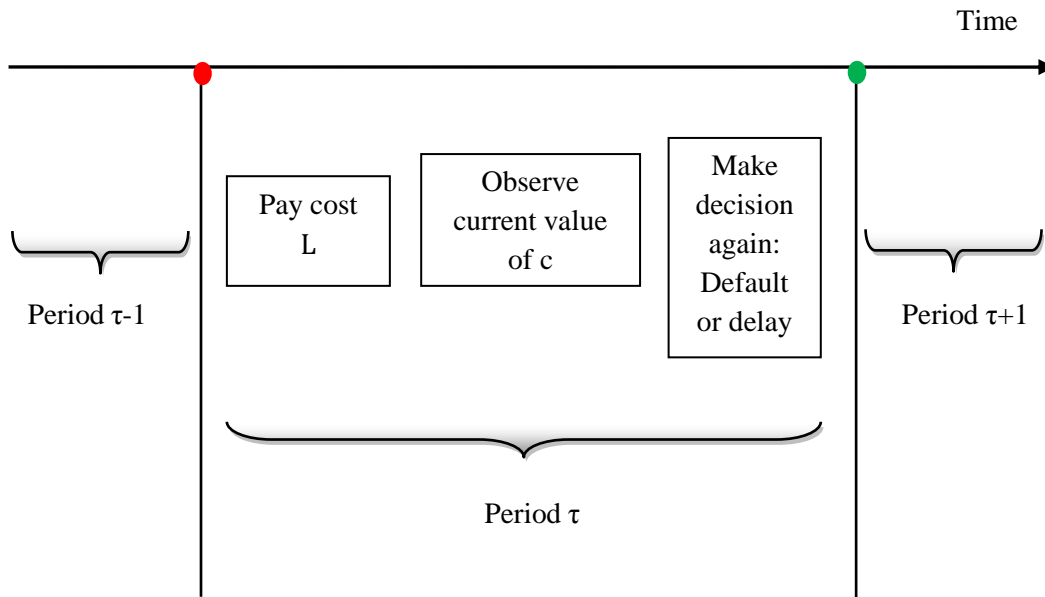 Time
Pay cost
L
Observe
current value
of c
Make
decision
again:
Default
or delay
Period τ-1
Period τ+1
Period τ